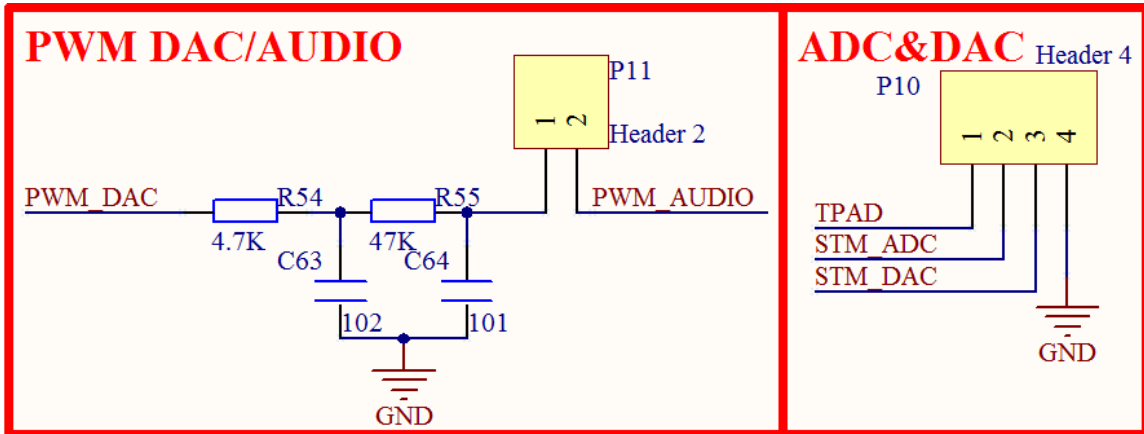 PWM DAC/AUDIO
P11
1 2
Header 2
PWM_DAC
R54
R55
PWM_AUDIO
4.7K
47K
C63
C64
102
101
GND
ADC&DAC
Header 4
P10
1 2 3 4
TPAD
STM_ADC
STM_DAC
GND